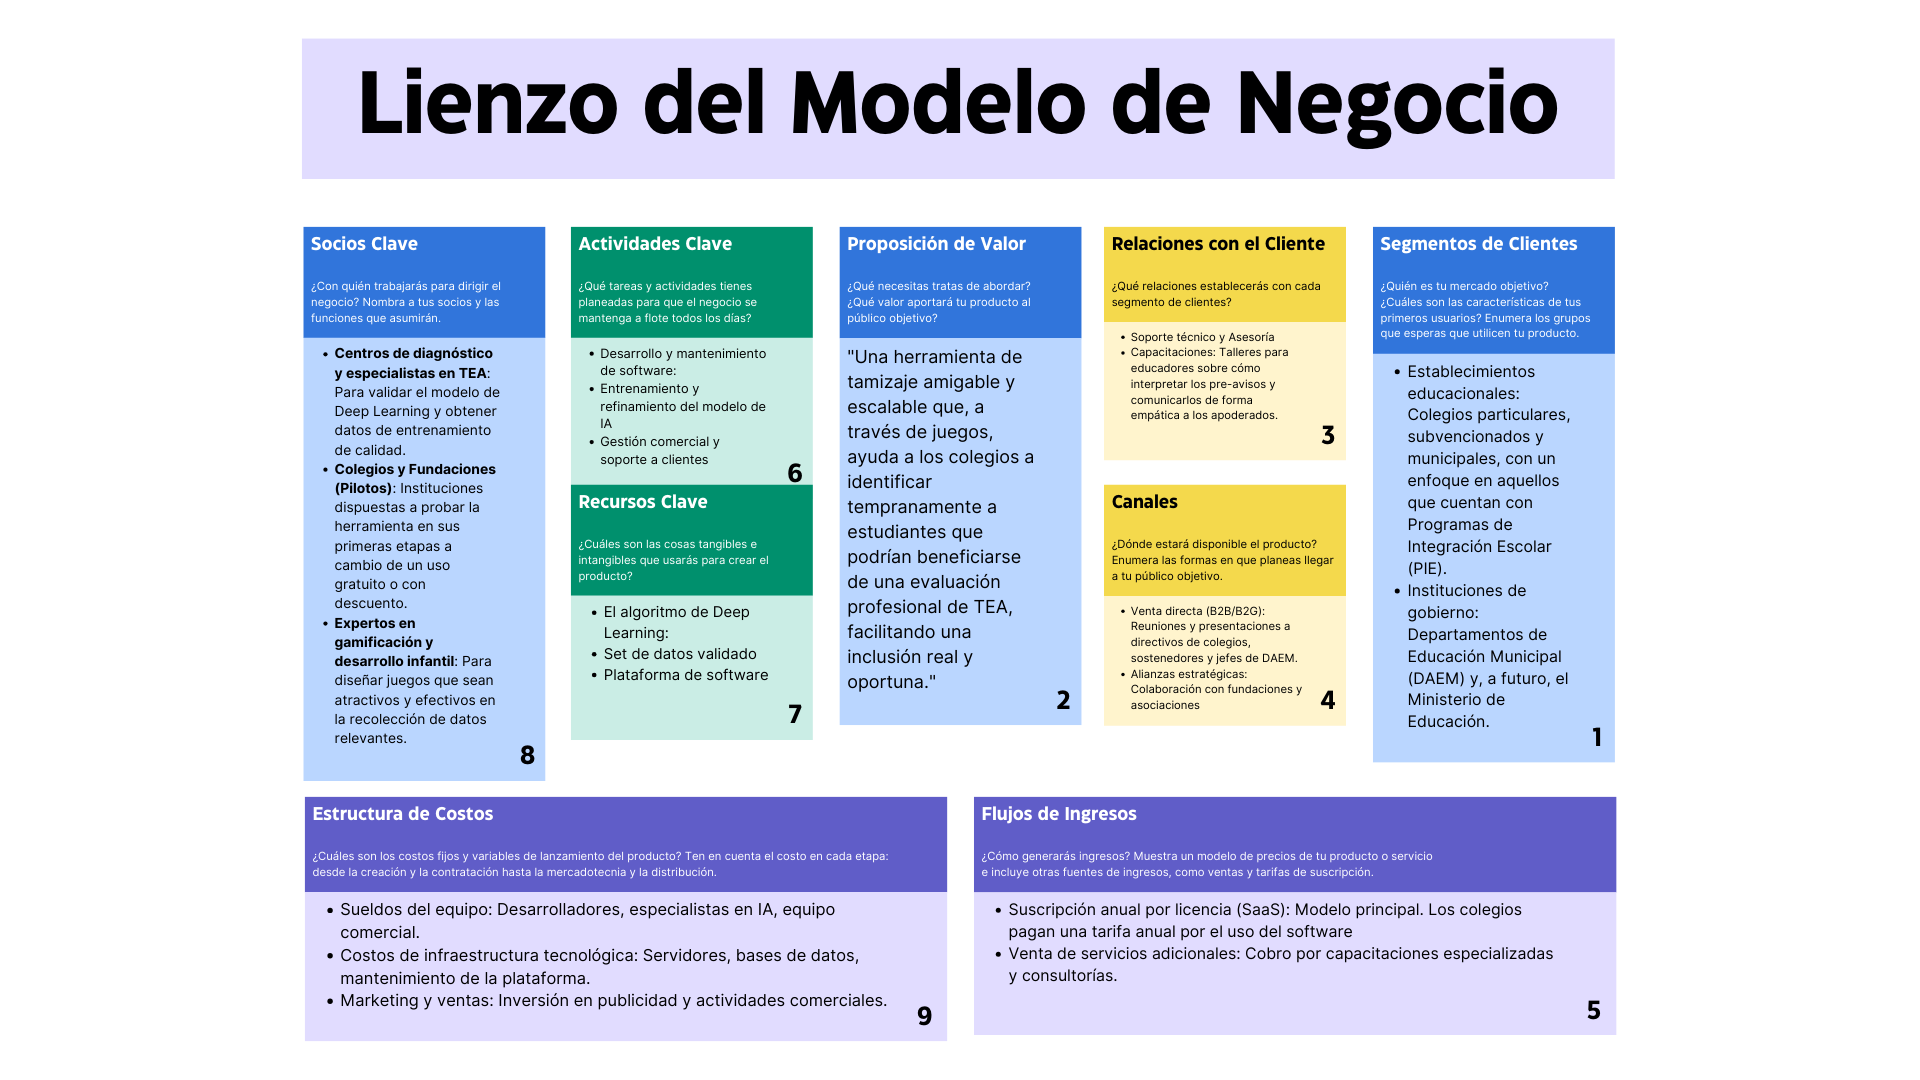 Lienzo del Modelo de Negocio
Socios Clave
¿Con quién trabajarás para dirigir el
negocio? Nombra a tus socios y las
funciones que asumirán.
• Centros de diagnóstico
y especialistas en TEA:
Para validar el modelo de
Deep Learning y obtener
datos de entrenamiento
de calidad.
• Colegios y Fundaciones
(Pilotos): Instituciones
dispuestas a probar la
herramienta en sus
primeras etapas a
cambio de un uso
gratuito o con
descuento.
• Expertos en
gamificación y
desarrollo infantil: Para
diseñar juegos que sean
atractivos y efectivos en
la recolección de datos
relevantes.
8
Actividades Clave
¿Qué tareas y actividades tienes
planeadas para que el negocio se
mantenga a flote todos los días?
• Desarrollo y mantenimiento
de software:
• Entrenamiento y
refinamiento del modelo de
IA
• Gestión comercial y
soporte a clientes
6
Recursos Clave
¿Cuáles son las cosas tangibles e
intangibles que usarás para crear el
producto?
• El algoritmo de Deep
Learning:
• Set de datos validado
• Plataforma de software
7
Proposición de Valor
¿Qué necesitas tratas de abordar?
¿Qué valor aportará tu producto al
público objetivo?
"Una herramienta de
tamizaje amigable y
escalable que, a
través de juegos,
ayuda a los colegios a
identificar
tempranamente a
estudiantes que
podrían beneficiarse
de una evaluación
profesional de TEA,
facilitando una
inclusión real y
oportuna."
2
Relaciones con el Cliente
¿Qué relaciones establecerás con cada
segmento de clientes?
• Soporte técnico y Asesoría
• Capacitaciones: Talleres para
educadores sobre cómo
interpretar los pre-avisos y
comunicarlos de forma
empática a los apoderados.
3
Canales
¿Dónde estará disponible el producto?
Enumera las formas en que planeas llegar
a tu público objetivo.
• Venta directa (B2B/B2G):
Reuniones y presentaciones a
directivos de colegios,
sostenedores y jefes de DAEM.
• Alianzas estratégicas:
Colaboración con fundaciones y
asociaciones
4
Segmentos de Clientes
¿Quién es tu mercado objetivo?
¿Cuáles son las características de tus
primeros usuarios? Enumera los grupos
que esperas que utilicen tu producto.
• Establecimientos
educacionales:
Colegios particulares,
subvencionados y
municipales, con un
enfoque en aquellos
que cuentan con
Programas de
Integración Escolar
(PIE).
• Instituciones de
gobierno:
Departamentos de
Educación Municipal
(DAEM) y, a futuro, el
Ministerio de
Educación.
1
Estructura de Costos
¿Cuáles son los costos fijos y variables de lanzamiento del producto? Ten en cuenta el costo en cada etapa:
desde la creación y la contratación hasta la mercadotecnia y la distribución.
• Sueldos del equipo: Desarrolladores, especialistas en IA, equipo
comercial.
• Costos de infraestructura tecnológica: Servidores, bases de datos,
mantenimiento de la plataforma.
• Marketing y ventas: Inversión en publicidad y actividades comerciales.
9
Flujos de Ingresos
¿Cómo generarás ingresos? Muestra un modelo de precios de tu producto o servicio
e incluye otras fuentes de ingresos, como ventas y tarifas de suscripción.
• Suscripción anual por licencia (SaaS): Modelo principal. Los colegios
pagan una tarifa anual por el uso del software
• Venta de servicios adicionales: Cobro por capacitaciones especializadas
y consultorías.
5